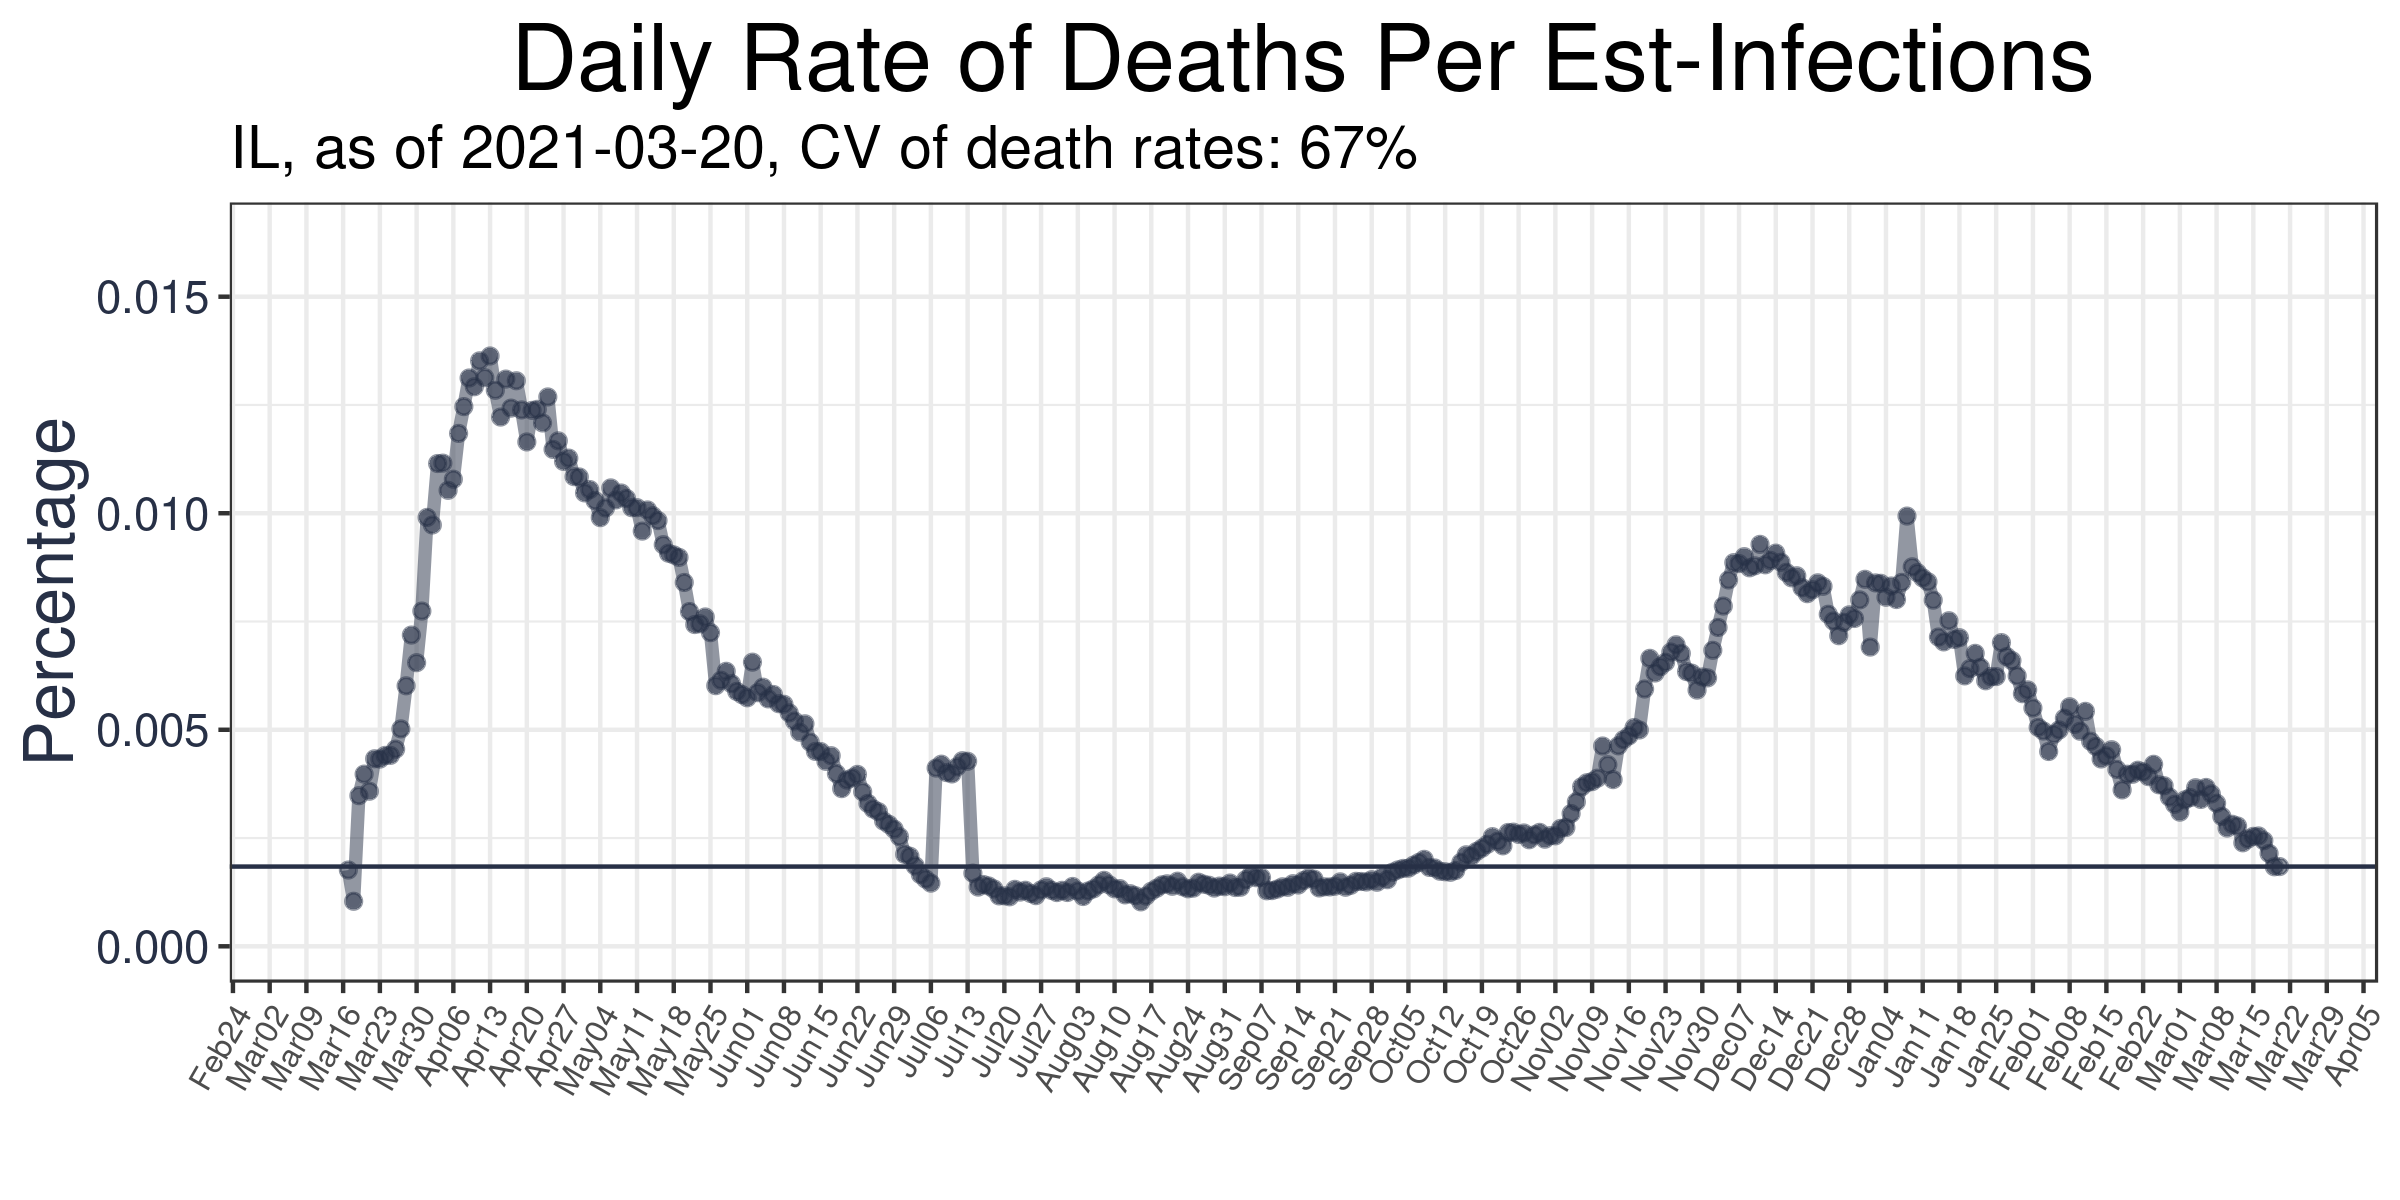 Daily Rate of Deaths Per Est-Infections
IL, as of 2021-03-20, CV of death rates: 67%
Percentage
0.015
0.010
0.005
0.000
Feb24
Mar02
Mar09
Mar16
Mar23
Mar30
Apr06
Apr13
Apr20
Apr27
May04
May11
May18
May25
Jun01
Jun08
Jun15
Jun22
Jun29
Jul06
Jul13
Jul20
Jul27
Aug03
Aug10
Aug17
Aug24
Aug31
Sep07
Sep14
Sep21
Sep28
Oct05
Oct12
Oct19
Oct26
Nov02
Nov09
Nov16
Nov23
Nov30
Dec07
Dec14
Dec21
Dec28
Jan04
Jan11
Jan18
Jan25
Feb01
Feb08
Feb15
Feb22
Mar01
Mar08
Mar15
Mar22
Mar29
Apr05